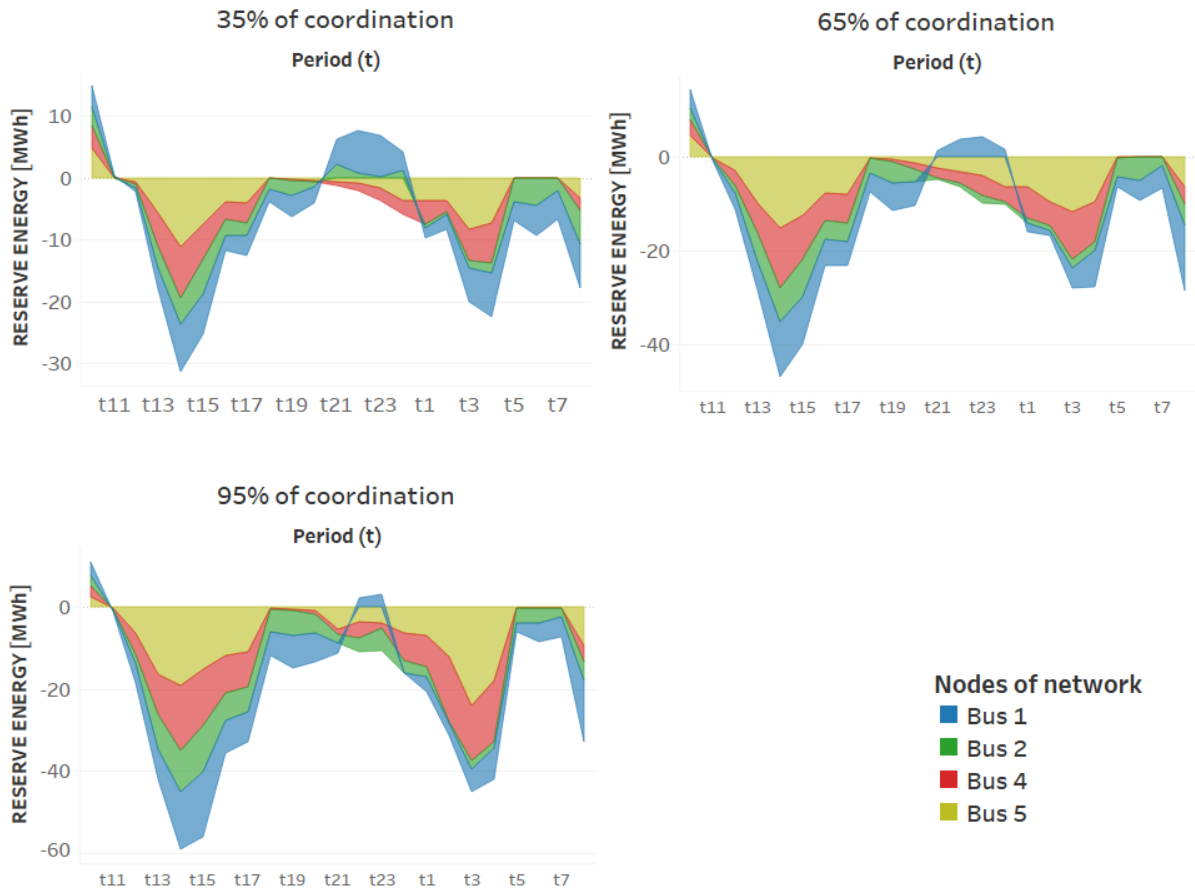 35% of coordination
Period (t)
RESERVE ENERGY [MWh]
10
0
-10
-20
-30
t11 t13 t15 t17 t19 t21 t23 t1 t3 t5 t7
65% of coordination
Period (t)
RESERVE ENERGY [MWh]
0
-20
-40
t11 t13 t15 t17 t19 t21 t23 t1 t3 t5 t7
95% of coordination
Period (t)
RESERVE ENERGY [MWh]
0
-20
-40
-60
t11 t13 t15 t17 t19 t21 t23 t1 t3 t5 t7
Nodes of network
Bus 1
Bus 2
Bus 4
Bus 5